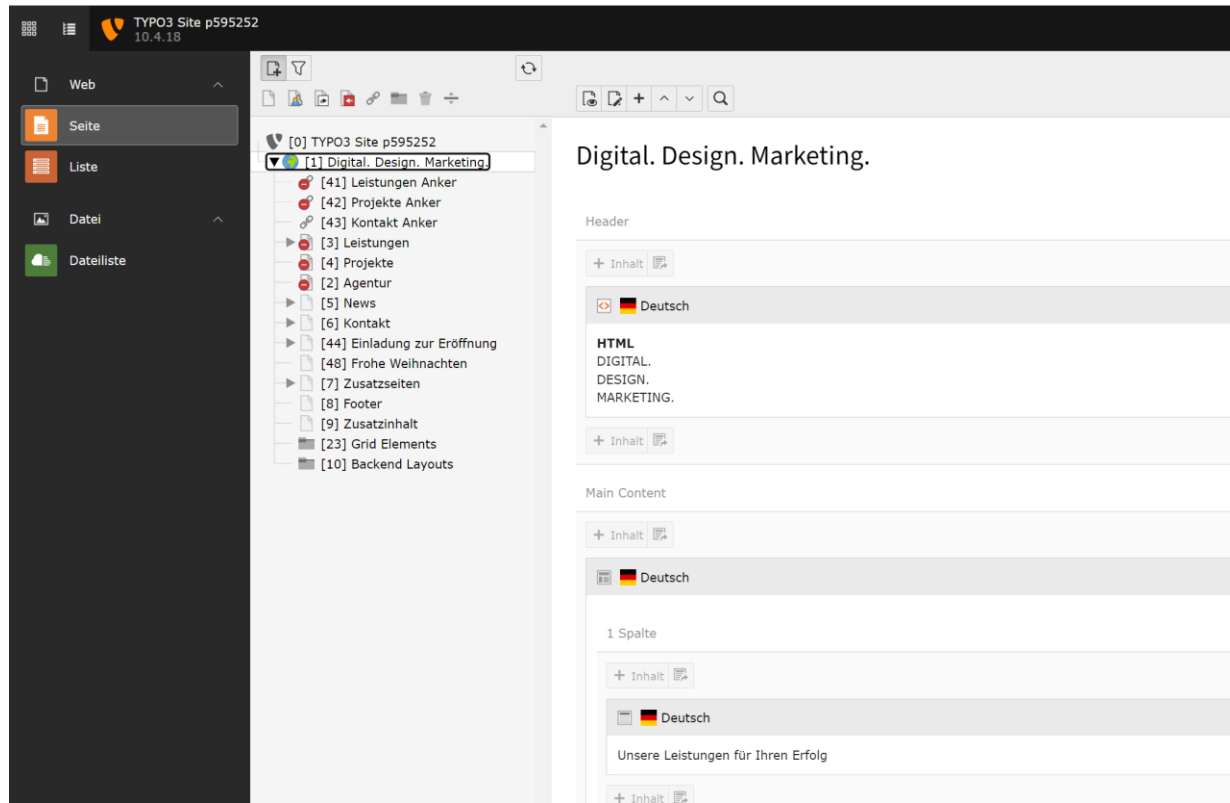 TYPO3 Site p595252
10.4.18
Web
Seite
Liste
Datei
Dateiliste
[0] TYPO3 Site p595252
[1] Digital. Design. Marketing.
[41] Leistungen Anker
[42] Projekte Anker
[43] Kontakt Anker
[3] Leistungen
[4] Projekte
[2] Agentur
[5] News
[6] Kontakt
[44] Einladung zur Eröffnung
[48] Frohe Weihnachten
[7] Zusatzseiten
[8] Footer
[9] Zusatzinhalt
[23] Grid Elements
[10] Backend Layouts
Digital. Design. Marketing.
Header
+ Inhalt
Deutsch
HTML
DIGITAL.
DESIGN.
MARKETING.
+ Inhalt
Main Content
+ Inhalt
Deutsch
1 Spalte
+ Inhalt
Deutsch
Unsere Leistungen für Ihren Erfolg
+ Inhalt